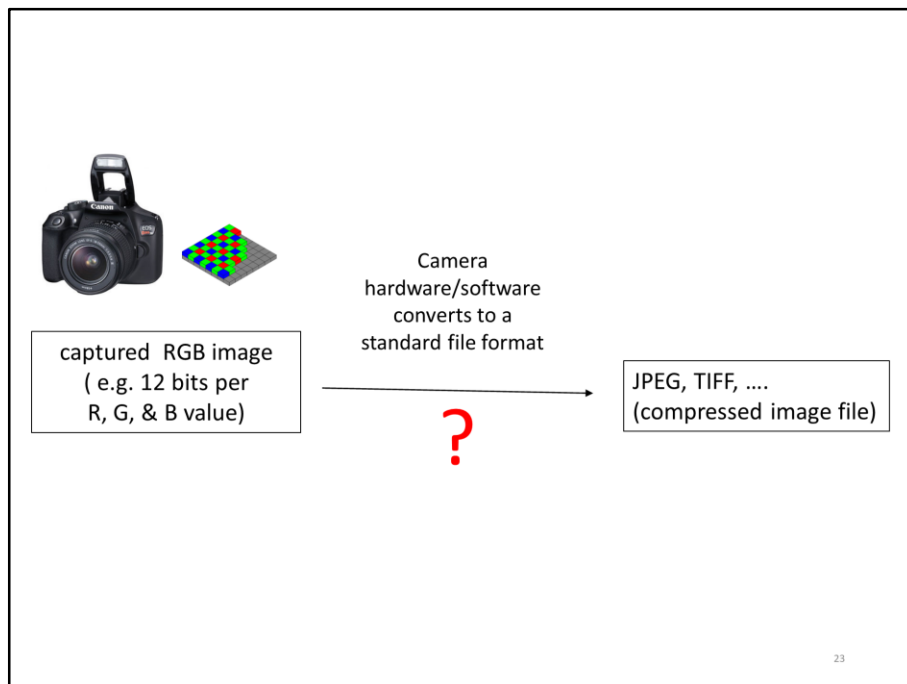 Canon
Camera
hardware/software
converts to a
standard file format
captured RGB image
( e.g. 12 bits per
R, G, & B value)
JPEG, TIFF, ....
(compressed image file)
?
23